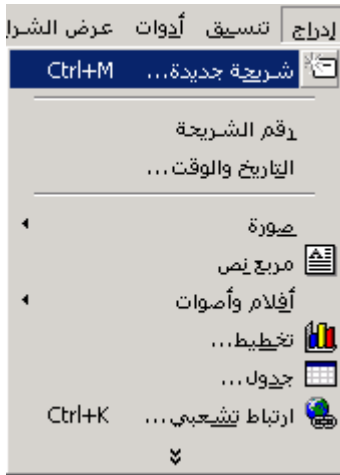 إدراج تنسيق أدوات عرض الشرا
شريحة جديدة... Ctrl+M
رقم الشريحة
التاريخ والوقت...
صورة
مربع نص
أفلام وأصوات
تخطيط...
جدول...
ارتباط تشعبي... Ctrl+K